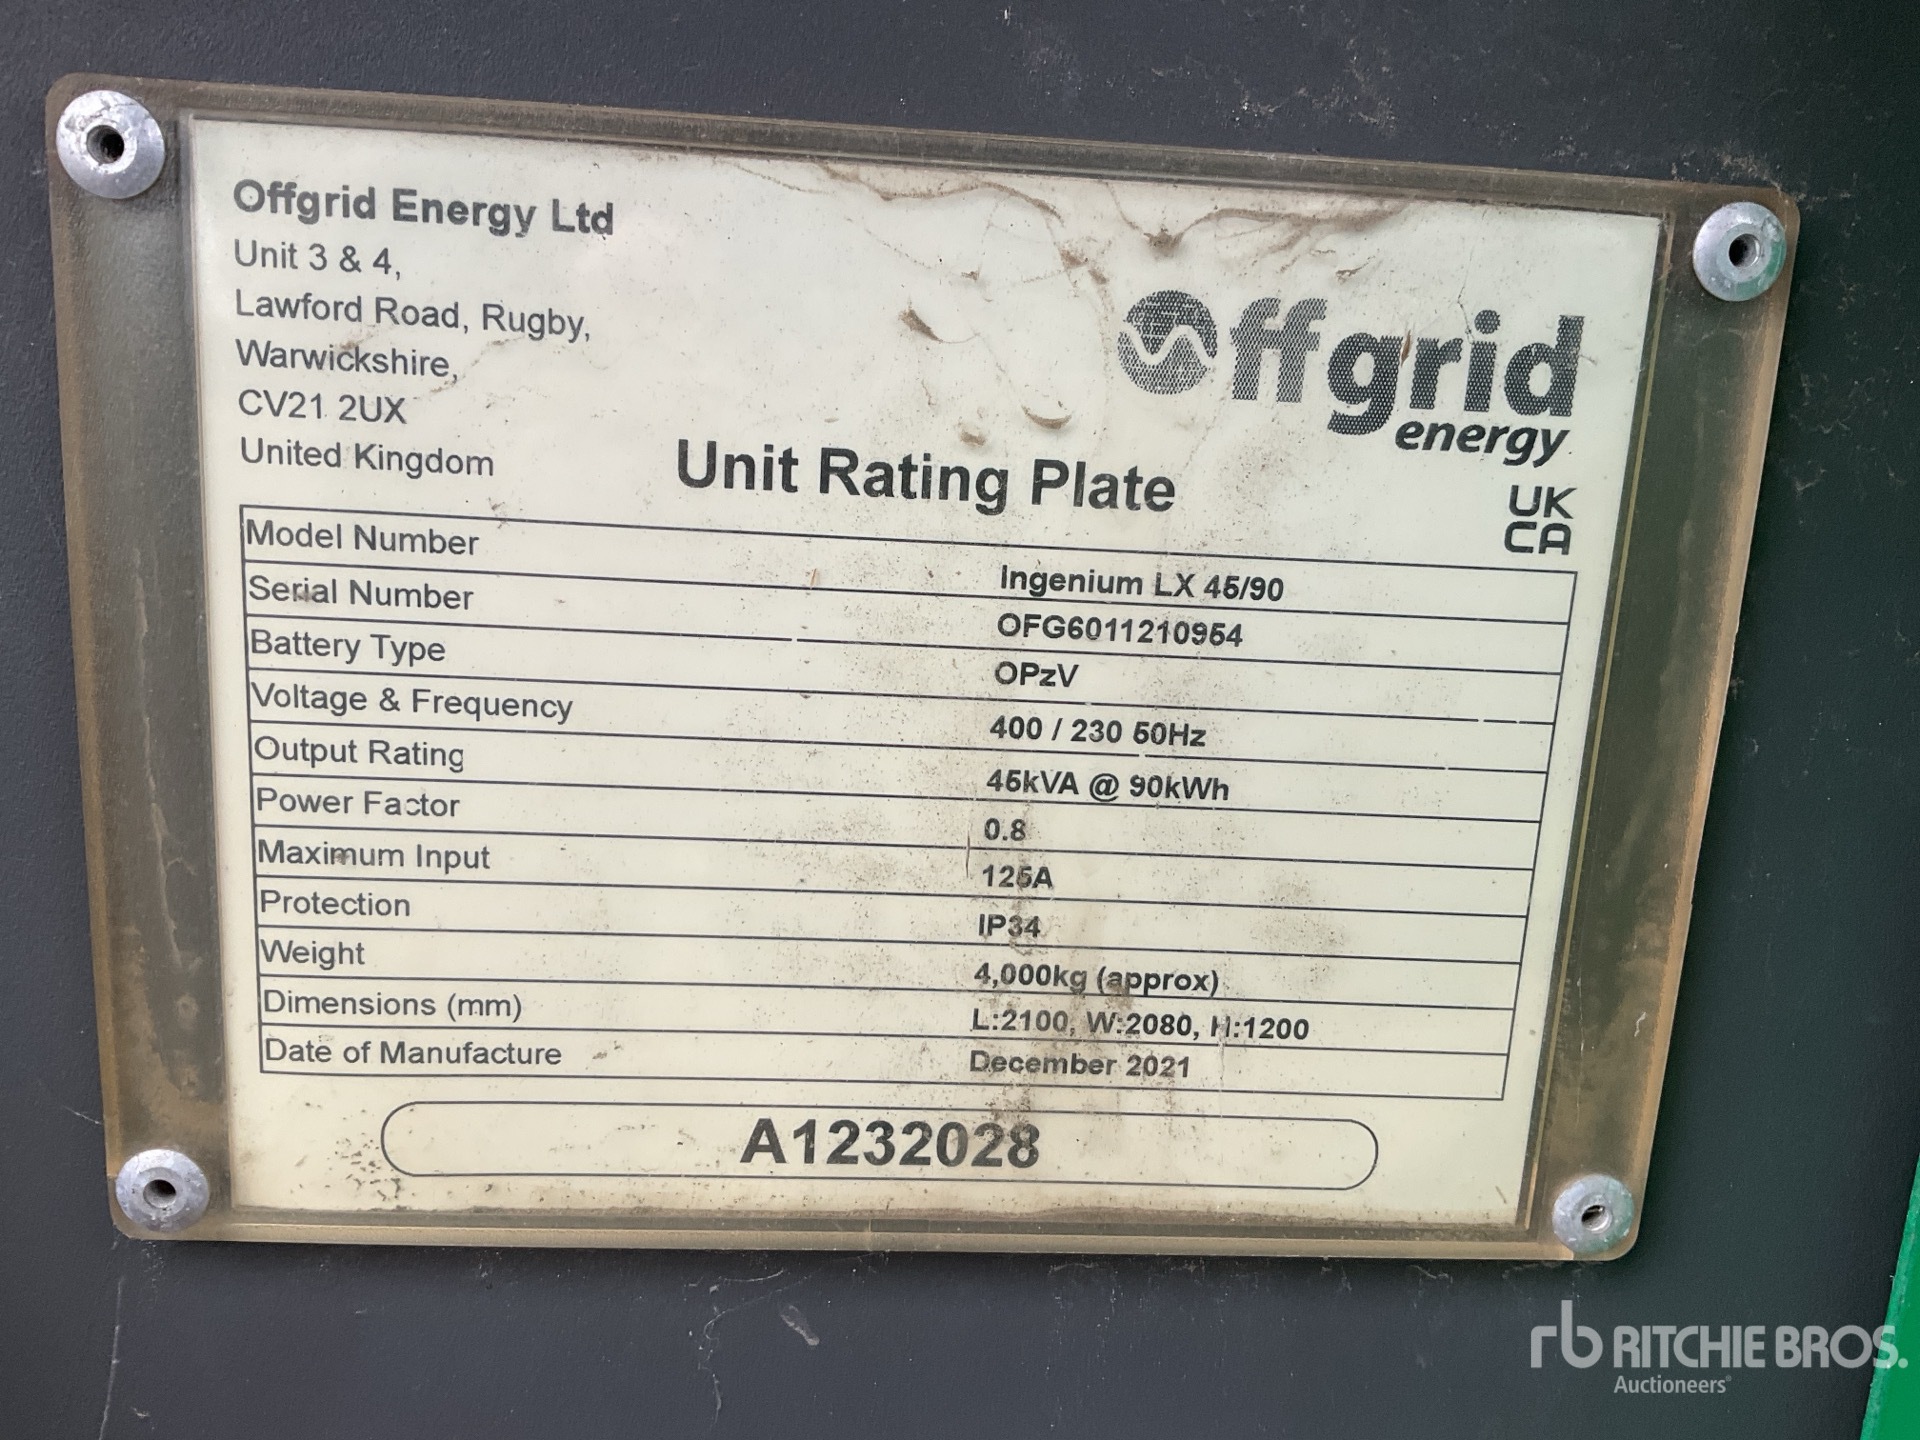 Offgrid Energy Ltd
Unit 3 & 4,
Lawford Road, Rugby,
Warwickshire,
CV21 2UX
United Kingdom
Offgrid
energy
Unit Rating Plate
UK
CA
Model Number Ingenium LX 45/90
Serial Number OFG6011210954
Battery Type OPzV
Voltage & Frequency 400 / 230 50Hz
Output Rating 45kVA @ 90kWh
Power Factor 0.8
Maximum Input 125A
Protection IP34
Weight 4,000kg (approx)
Dimensions (mm) L:2100, W:2080, H:1200
Date of Manufacture December 2021
A1232028
rb RITCHIE BROS.
Auctioneers®